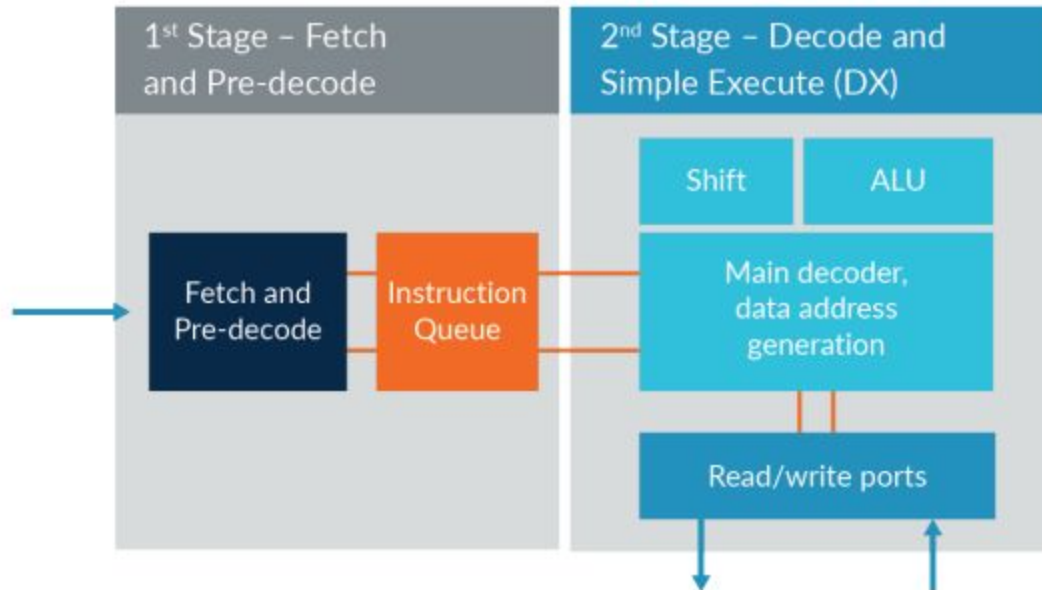 1st Stage – Fetch
and Pre-decode
2nd Stage – Decode and
Simple Execute (DX)
Shift
ALU
Fetch and
Pre-decode
Instruction
Queue
Main decoder,
data address
generation
Read/write ports